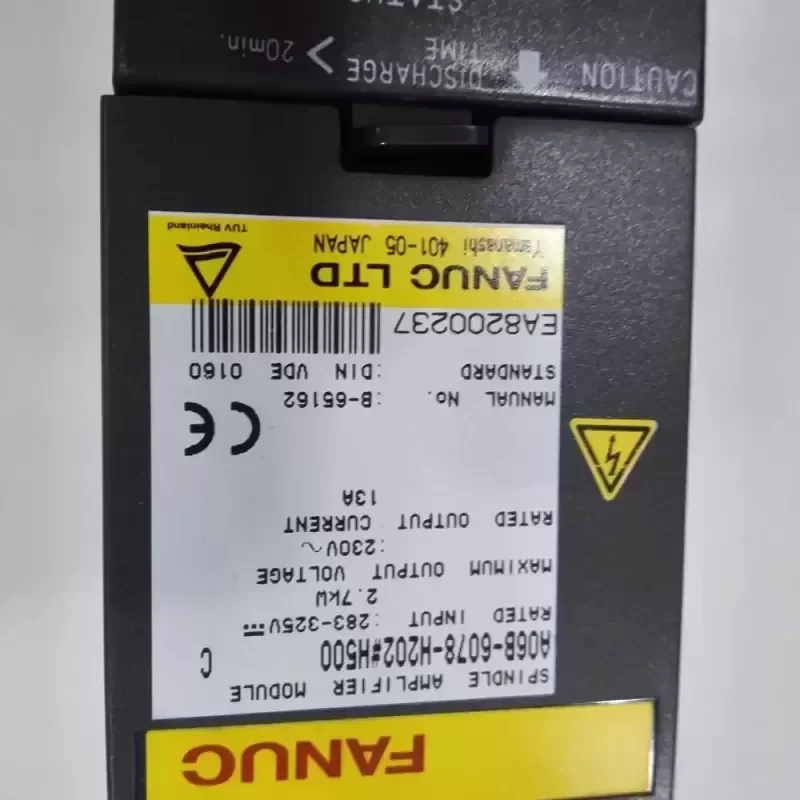 FANUC
SPINDLE AMPLIFIER MODULE
A06B-6078-H202#H500 C
RATED INPUT :283-325V⎓
2.7kW
MAXIMUM OUTPUT VOLTAGE
:230V~
RATED OUTPUT CURRENT
13A
CE
MANUAL No. :B-65162
STANDARD :DIN VDE 0160
EA8200237
FANUC LTD
Yamanashi 401-05 JAPAN
TUV Rheinland
CAUTION : DISCHARGE TIME > 20min.
STATUS